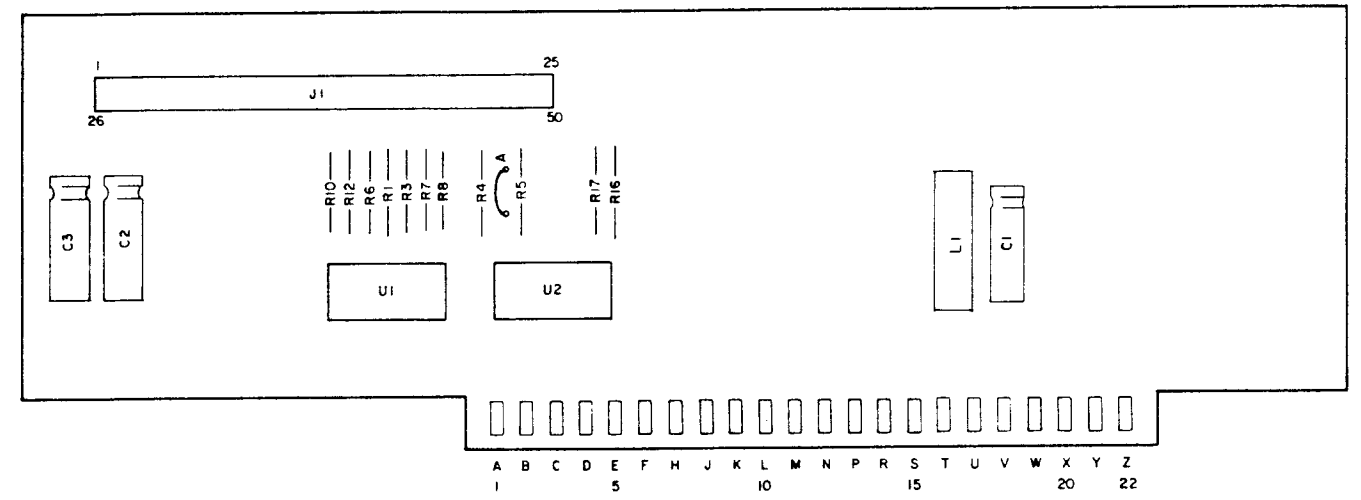 1 25
J1
26 50
R10 R12 R6 R1 R3 R7 R8 R4 A R5 R17 R16
C3 C2 L1 C1
U1 U2
A B C D E F H J K L M N P R S T U V W X Y Z
1 5 10 15 20 22